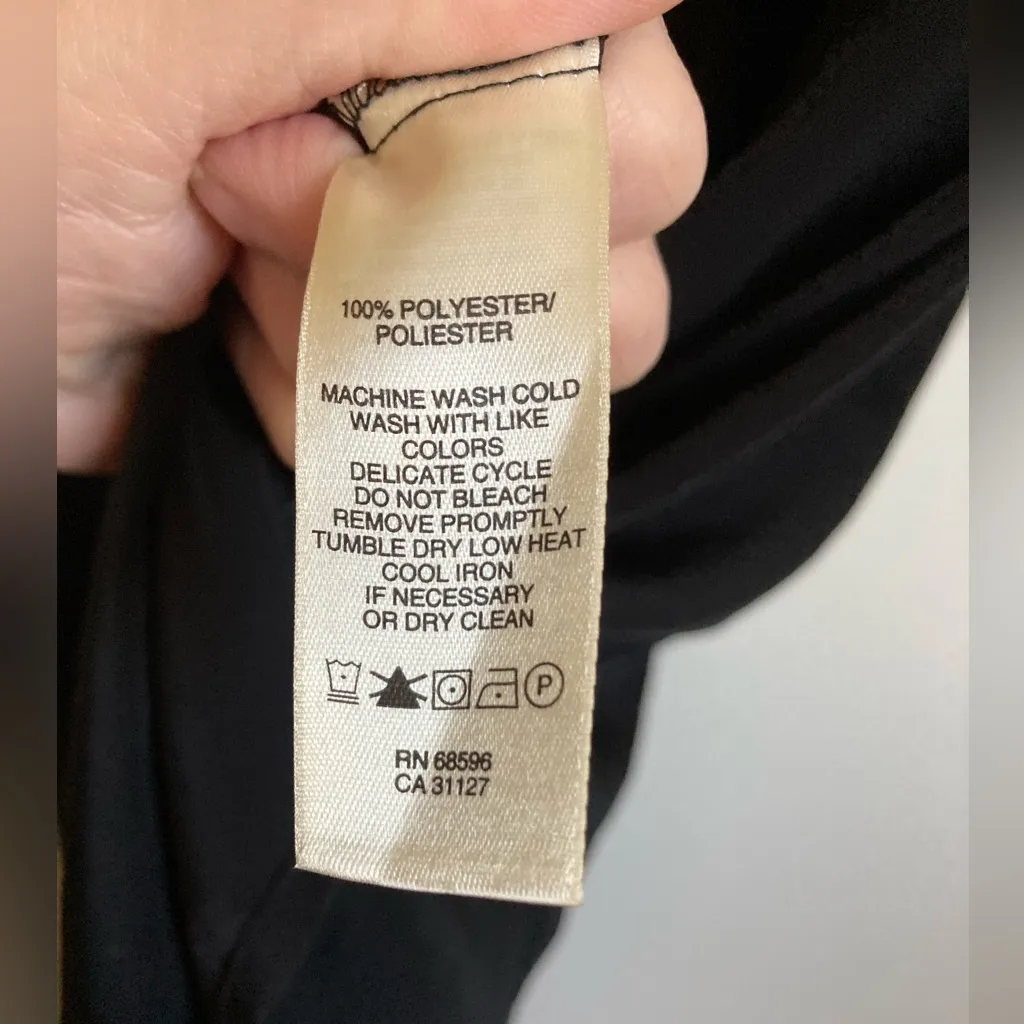 100% POLYESTER/
POLIESTER
MACHINE WASH COLD
WASH WITH LIKE
COLORS
DELICATE CYCLE
DO NOT BLEACH
REMOVE PROMPTLY
TUMBLE DRY LOW HEAT
COOL IRON
IF NECESSARY
OR DRY CLEAN
P
RN 68596
CA 31127